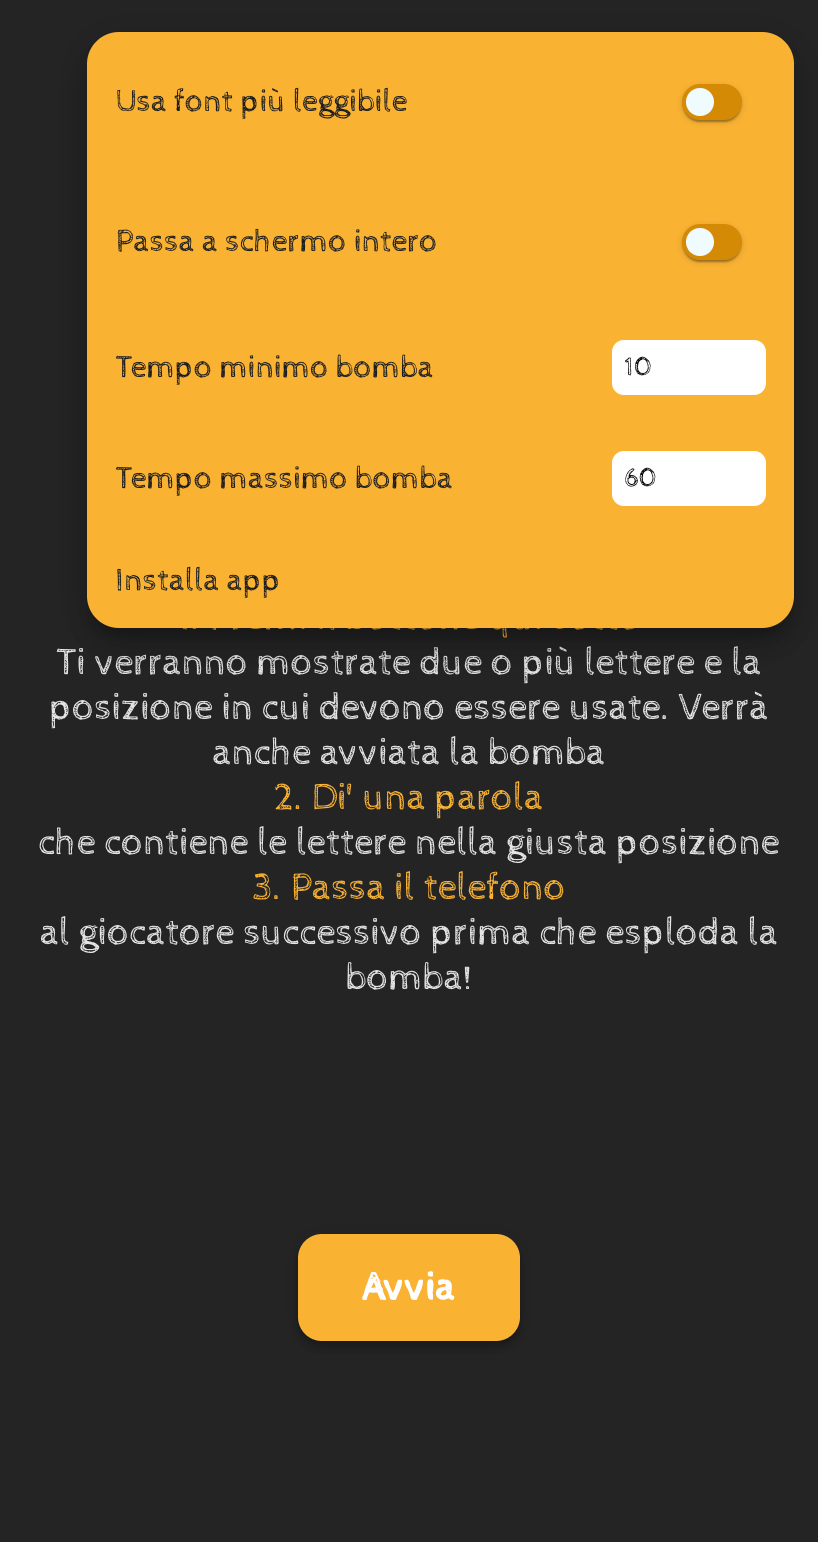 Usa font più leggibile
Passa a schermo intero
Tempo minimo bomba
10
Tempo massimo bomba
60
Installa app
Ti verranno mostrate due o più lettere e la
posizione in cui devono essere usate. Verrà
anche avviata la bomba
2. Di' una parola
che contiene le lettere nella giusta posizione
3. Passa il telefono
al giocatore successivo prima che esploda la
bomba!
Avvia